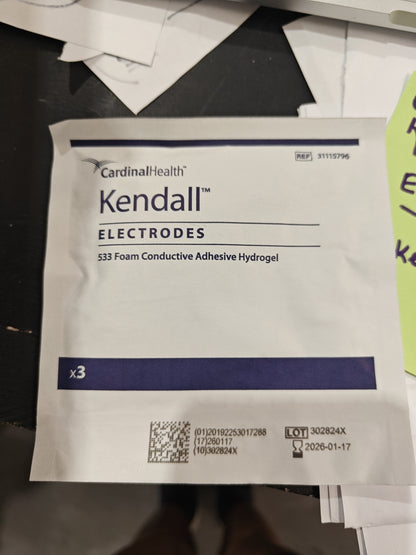 CardinalHealth™
REF 31115796
Kendall™
ELECTRODES
533 Foam Conductive Adhesive Hydrogel
x3
(01)20192253017288
(17)260117
(10)302824X
LOT 302824X
2026-01-17